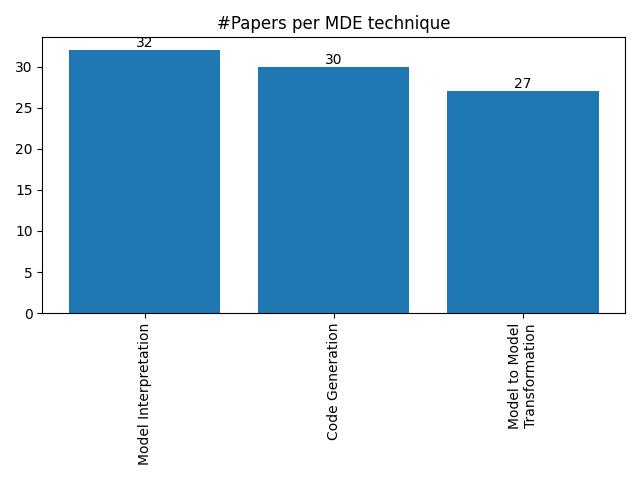 #Papers per MDE technique
32
30
27
30
25
20
15
10
5
0
Model Interpretation
Code Generation
Model to Model
Transformation